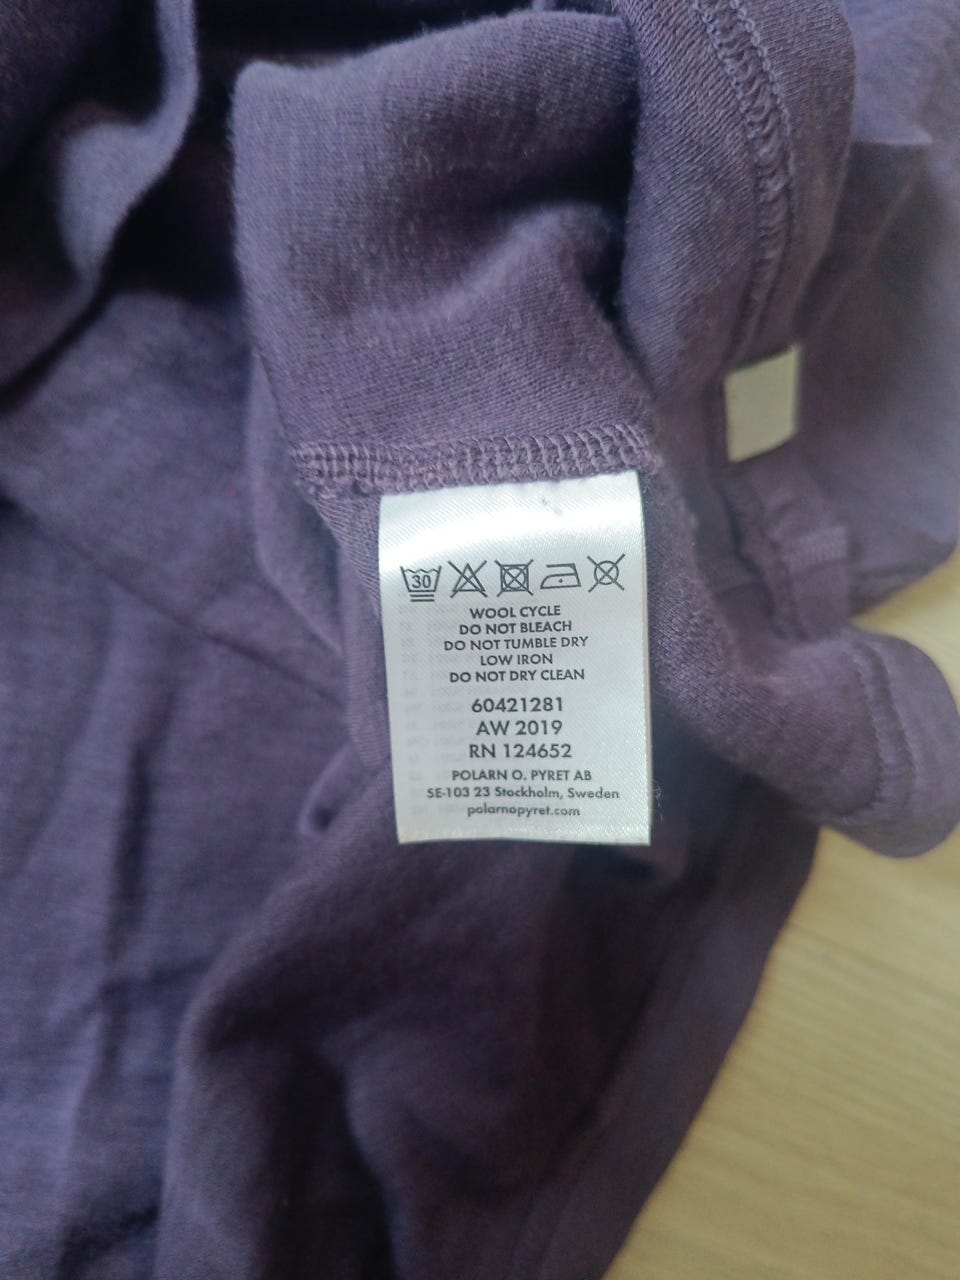 30
WOOL CYCLE
DO NOT BLEACH
DO NOT TUMBLE DRY
LOW IRON
DO NOT DRY CLEAN
60421281
AW 2019
RN 124652
POLARN O. PYRET AB
SE-103 23 Stockholm, Sweden
polarnopyret.com